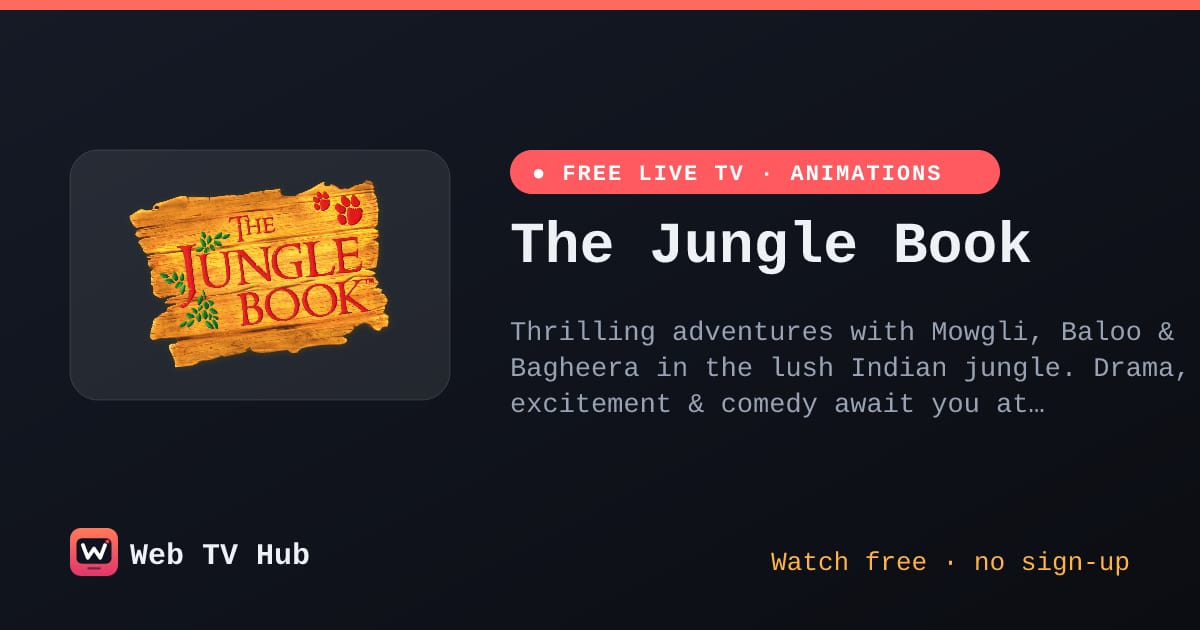 THE
JUNGLE
BOOK™
● FREE LIVE TV · ANIMATIONS
The Jungle Book
Thrilling adventures with Mowgli, Baloo &
Bagheera in the lush Indian jungle. Drama,
excitement & comedy await you at…
W
Web TV Hub
Watch free · no sign-up